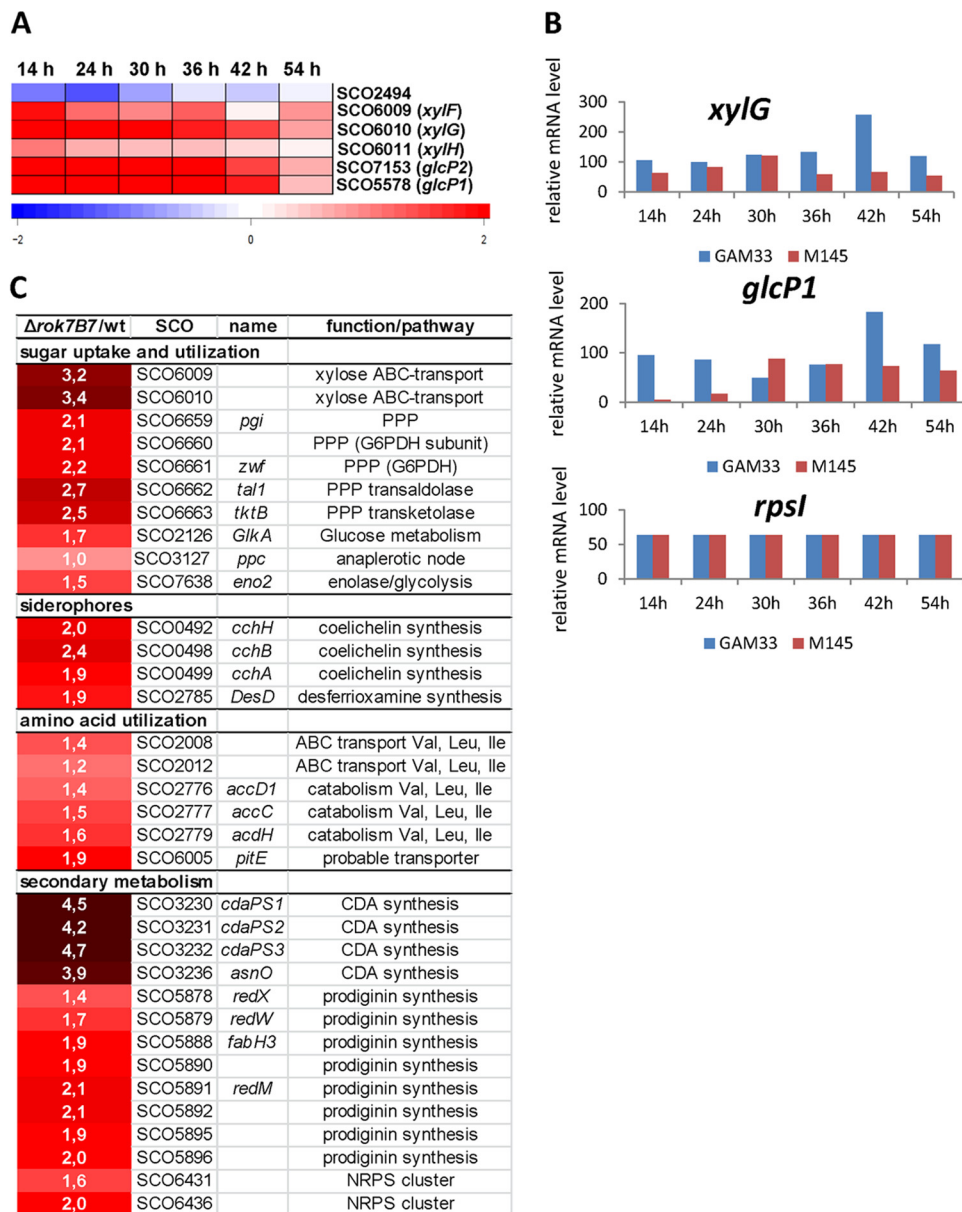 A
14 h 24 h 30 h 36 h 42 h 54 h
SCO2494
SCO6009 (xylF)
SCO6010 (xylG)
SCO6011 (xylH)
SCO7153 (glcP2)
SCO5578 (glcP1)
−2 0 2
B
xylG
relative mRNA level
300
200
100
0
14h 24h 30h 36h 42h 54h
GAM33 M145
glcP1
relative mRNA level
200
100
0
14h 24h 30h 36h 42h 54h
GAM33 M145
rpsI
relative mRNA level
100
50
0
14h 24h 30h 36h 42h 54h
GAM33 M145
C
Δrok7B7/wt SCO name function/pathway
sugar uptake and utilization
3,2 SCO6009 xylose ABC-transport
3,4 SCO6010 xylose ABC-transport
2,1 SCO6659 pgi PPP
2,1 SCO6660 PPP (G6PDH subunit)
2,2 SCO6661 zwf PPP (G6PDH)
2,7 SCO6662 tal1 PPP transaldolase
2,5 SCO6663 tktB PPP transketolase
1,7 SCO2126 GlkA Glucose metabolism
1,0 SCO3127 ppc anaplerotic node
1,5 SCO7638 eno2 enolase/glycolysis
siderophores
2,0 SCO0492 cchH coelichelin synthesis
2,4 SCO0498 cchB coelichelin synthesis
1,9 SCO0499 cchA coelichelin synthesis
1,9 SCO2785 DesD desferrioxamine synthesis
amino acid utilization
1,4 SCO2008 ABC transport Val, Leu, Ile
1,2 SCO2012 ABC transport Val, Leu, Ile
1,4 SCO2776 accD1 catabolism Val, Leu, Ile
1,5 SCO2777 accC catabolism Val, Leu, Ile
1,6 SCO2779 acdH catabolism Val, Leu, Ile
1,9 SCO6005 pitE probable transporter
secondary metabolism
4,5 SCO3230 cdaPS1 CDA synthesis
4,2 SCO3231 cdaPS2 CDA synthesis
4,7 SCO3232 cdaPS3 CDA synthesis
3,9 SCO3236 asnO CDA synthesis
1,4 SCO5878 redX prodiginin synthesis
1,7 SCO5879 redW prodiginin synthesis
1,9 SCO5888 fabH3 prodiginin synthesis
1,9 SCO5890 prodiginin synthesis
2,1 SCO5891 redM prodiginin synthesis
2,1 SCO5892 prodiginin synthesis
1,9 SCO5895 prodiginin synthesis
2,0 SCO5896 prodiginin synthesis
1,6 SCO6431 NRPS cluster
2,0 SCO6436 NRPS cluster